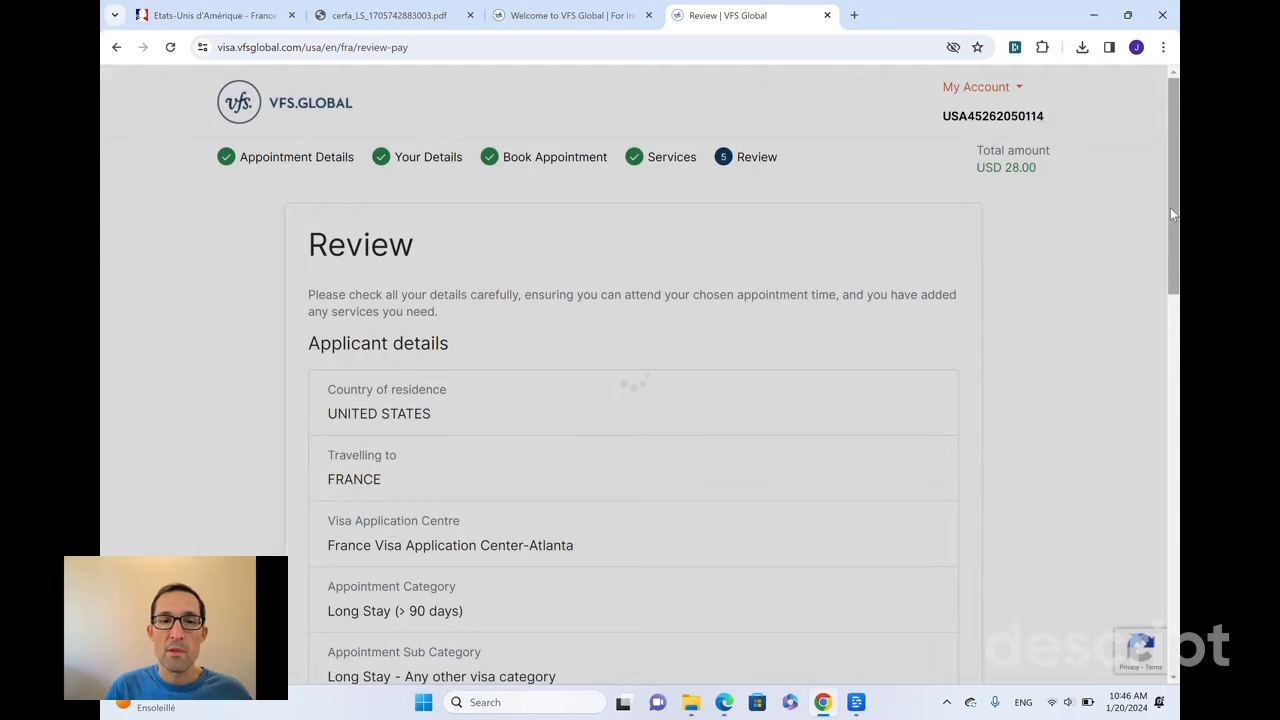 Etats-Unis d'Amérique - France
cerfa_LS_1705742883003.pdf
Welcome to VFS Global | For In
Review | VFS Global
visa.vfsglobal.com/usa/en/fra/review-pay
J
vfs. VFS.GLOBAL
My Account
USA45262050114
Appointment Details
Your Details
Book Appointment
Services
5 Review
Total amount
USD 28.00
Review
Please check all your details carefully, ensuring you can attend your chosen appointment time, and you have added
any services you need.
Applicant details
Country of residence
UNITED STATES
Travelling to
FRANCE
Visa Application Centre
France Visa Application Center-Atlanta
Appointment Category
Long Stay (> 90 days)
Appointment Sub Category
Long Stay - Any other visa category
descript
Privacy - Terms
Ensoleillé
Search
ENG
10:46 AM
1/20/2024